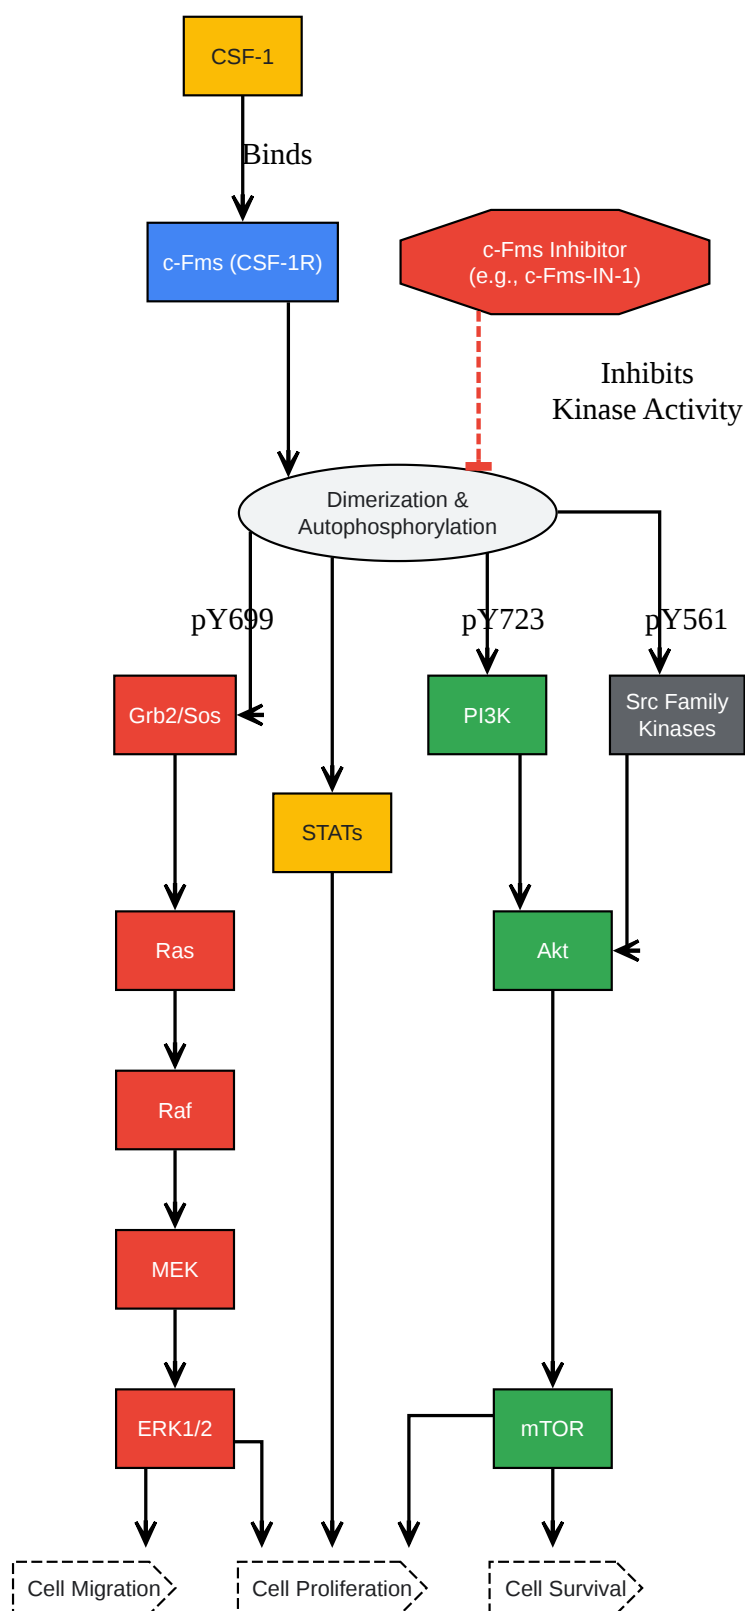 CSF-1
Binds
c-Fms (CSF-1R)
c-Fms Inhibitor
(e.g., c-Fms-IN-1)
Inhibits
Kinase Activity
Dimerization &
Autophosphorylation
pY699
pY723
pY561
Grb2/Sos
PI3K
Src Family
Kinases
STATs
Ras
Akt
Raf
MEK
ERK1/2
mTOR
Cell Migration
Cell Proliferation
Cell Survival